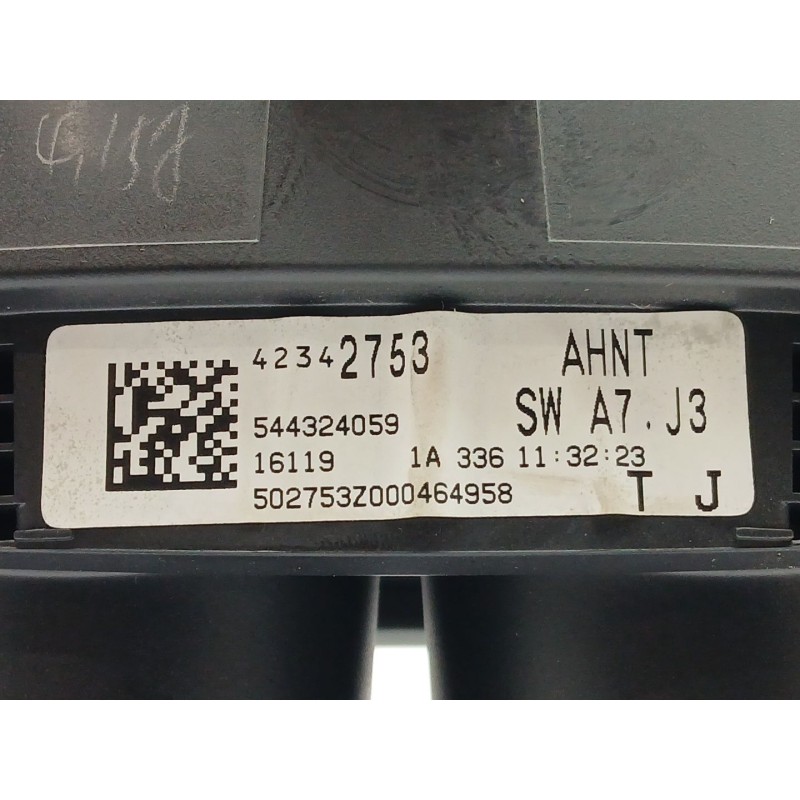 42342753 AHNT
544324059 SW A7.J3
16119 1A 336 11:32:23
502753Z000464958 T J